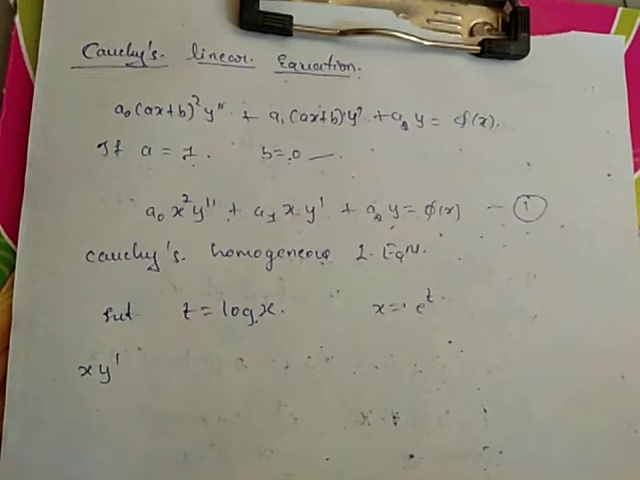 Cauchy's. linear. Equation.
a₀(ax+b)²y'' + a₁(ax+b)y' + a₂y = φ(x).
If a = 1. b = 0
a₀x²y'' + a₁xy' + a₂y = φ(x) — ①
Cauchy's. homogeneous L. Eqn.
Put t = log x. x = e^t.
xy'